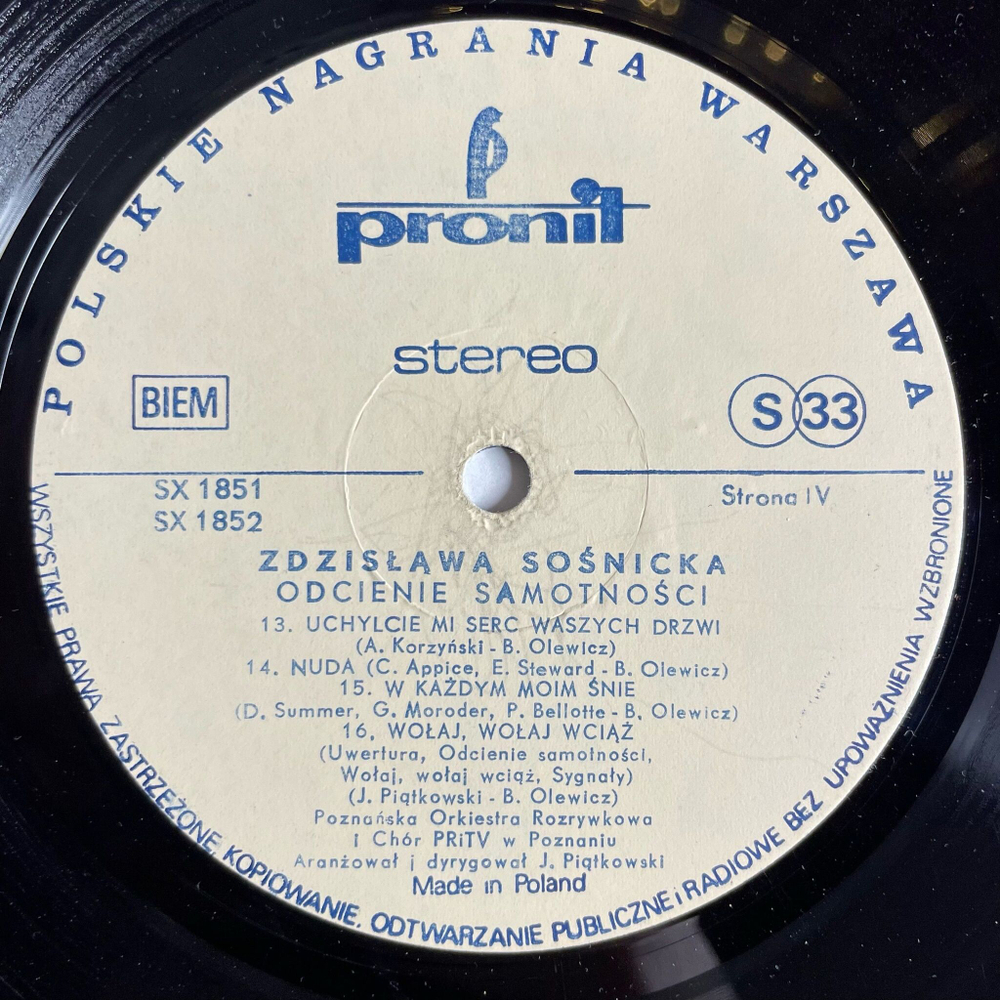 POLSKIE NAGRANIA WARSZAWA
pronit
stereo
BIEM
S 33
SX 1851
SX 1852
Strona IV
ZDZISŁAWA SOŚNICKA
ODCIENIE SAMOTNOŚCI
13. UCHYLCIE MI SERC WASZYCH DRZWI
(A. Korzyński - B. Olewicz)
14. NUDA (C. Appice, E. Steward - B. Olewicz)
15. W KAŻDYM MOIM ŚNIE
(D. Summer, G. Moroder, P. Bellotte - B. Olewicz)
16. WOŁAJ, WOŁAJ WCIĄŻ
(Uwertura, Odcienie samotności,
Wołaj, wołaj wciąż, Sygnały)
(J. Piątkowski - B. Olewicz)
Poznańska Orkiestra Rozrywkowa
i Chór PRiTV w Poznaniu
Aranżował i dyrygował J. Piątkowski
Made in Poland
WSZYSTKIE PRAWA ZASTRZEŻONE, KOPIOWANIE, ODTWARZANIE PUBLICZNE i RADIOWE BEZ UPOWAŻNIENIA WZBRONIONE